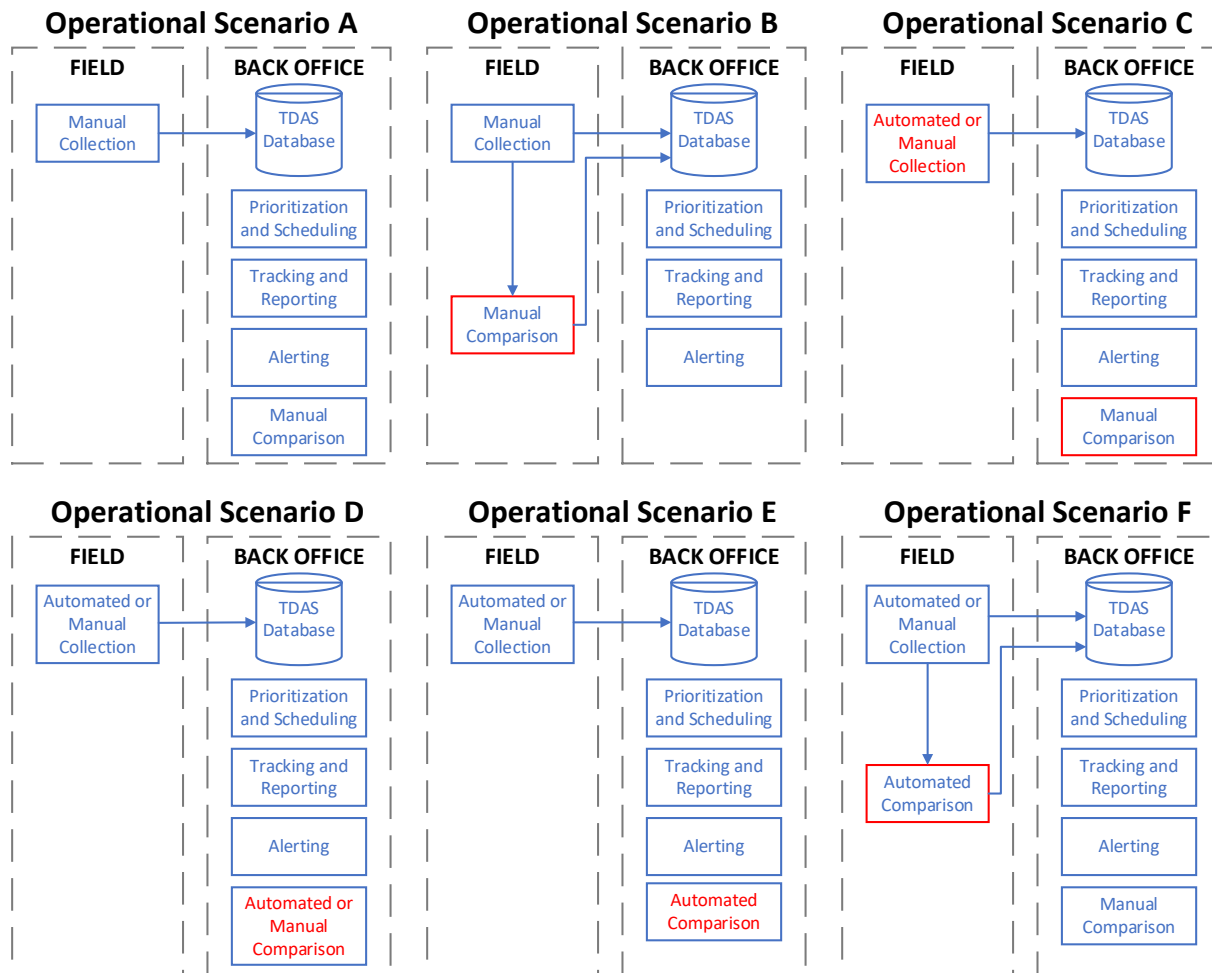 Operational Scenario A
FIELD
BACK OFFICE
Manual
Collection
TDAS
Database
Prioritization
and Scheduling
Tracking and
Reporting
Alerting
Manual
Comparison
Operational Scenario B
FIELD
BACK OFFICE
Manual
Collection
TDAS
Database
Manual
Comparison
Prioritization
and Scheduling
Tracking and
Reporting
Alerting
Operational Scenario C
FIELD
BACK OFFICE
Automated or
Manual
Collection
TDAS
Database
Prioritization
and Scheduling
Tracking and
Reporting
Alerting
Manual
Comparison
Operational Scenario D
FIELD
BACK OFFICE
Automated or
Manual
Collection
TDAS
Database
Prioritization
and Scheduling
Tracking and
Reporting
Alerting
Automated or
Manual
Comparison
Operational Scenario E
FIELD
BACK OFFICE
Automated or
Manual
Collection
TDAS
Database
Prioritization
and Scheduling
Tracking and
Reporting
Alerting
Automated
Comparison
Operational Scenario F
FIELD
BACK OFFICE
Automated or
Manual
Collection
TDAS
Database
Automated
Comparison
Prioritization
and Scheduling
Tracking and
Reporting
Alerting
Manual
Comparison